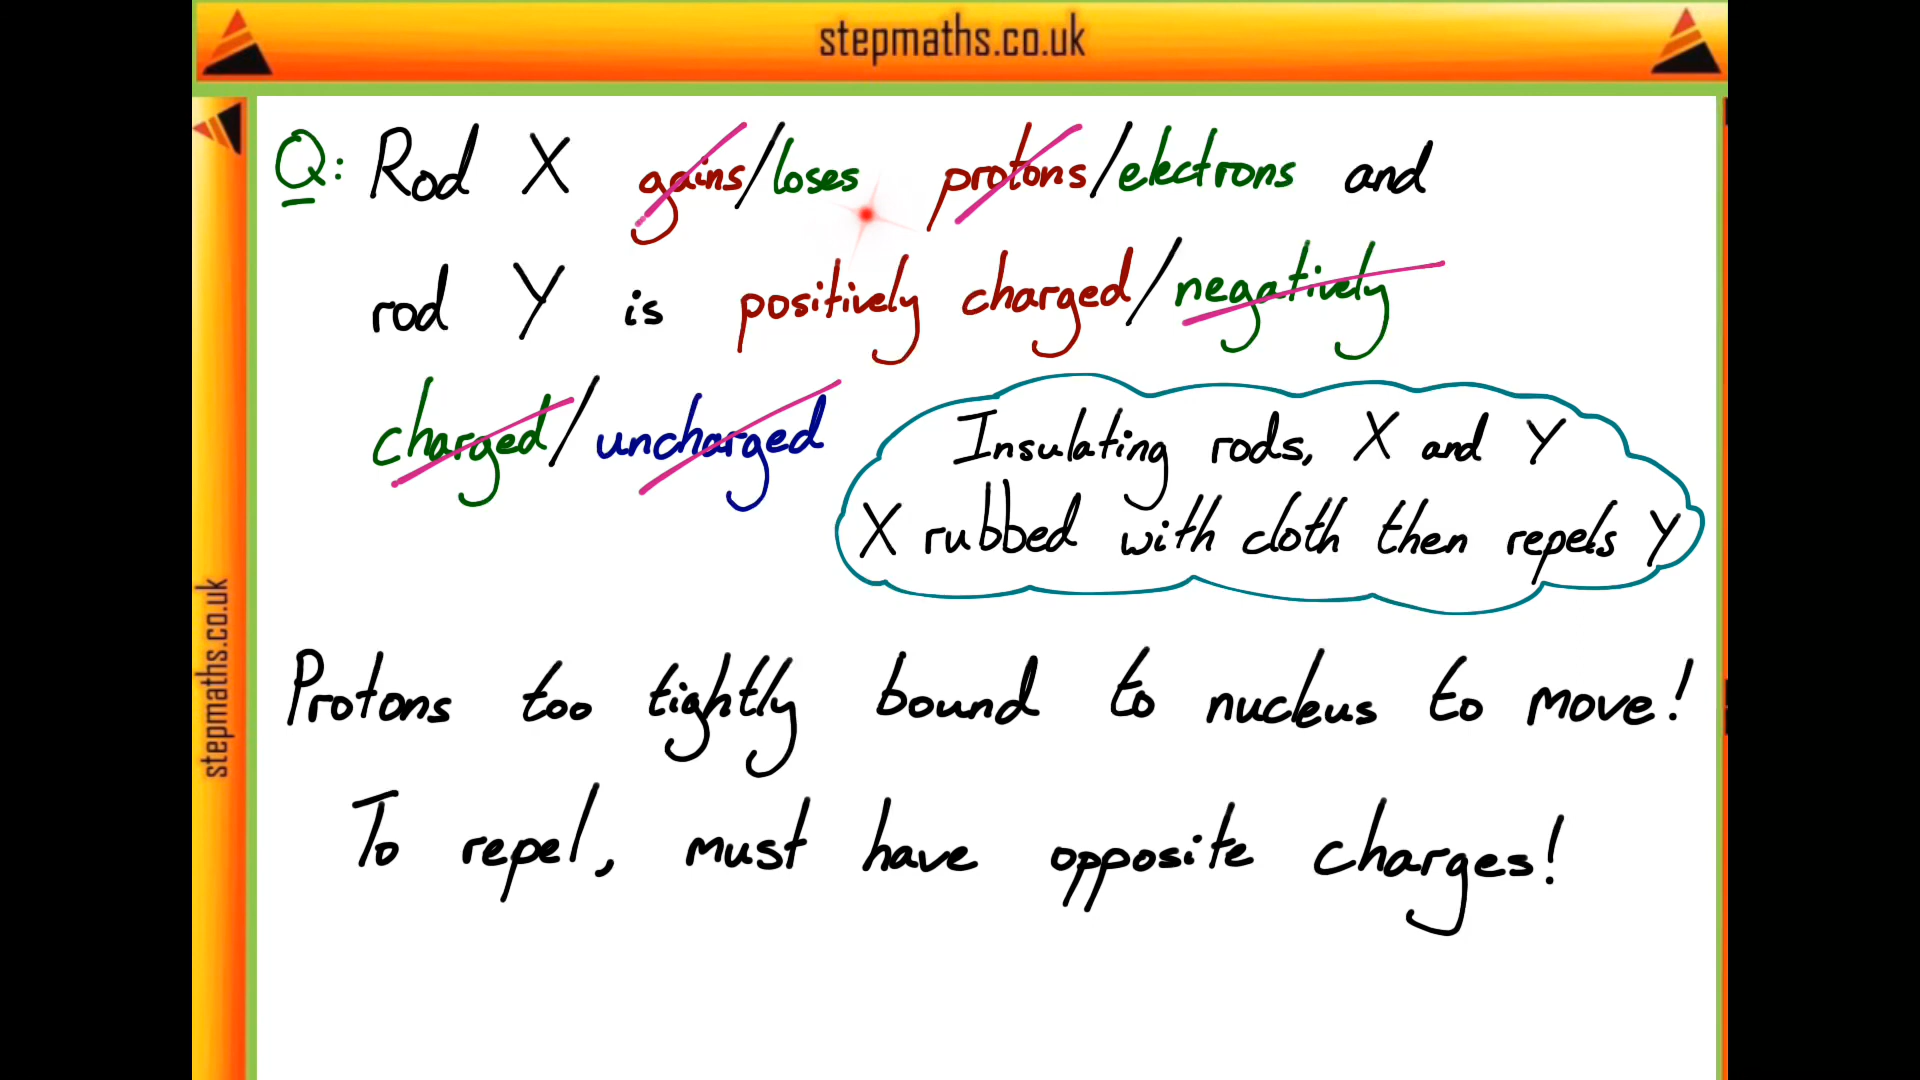 stepmaths.co.uk
Q: Rod X gains/loses protons/electrons and
rod Y is positively charged/negatively
charged/uncharged
Insulating rods, X and Y
X rubbed with cloth then repels Y
Protons too tightly bound to nucleus to move!
To repel, must have opposite charges!
stepmaths.co.uk